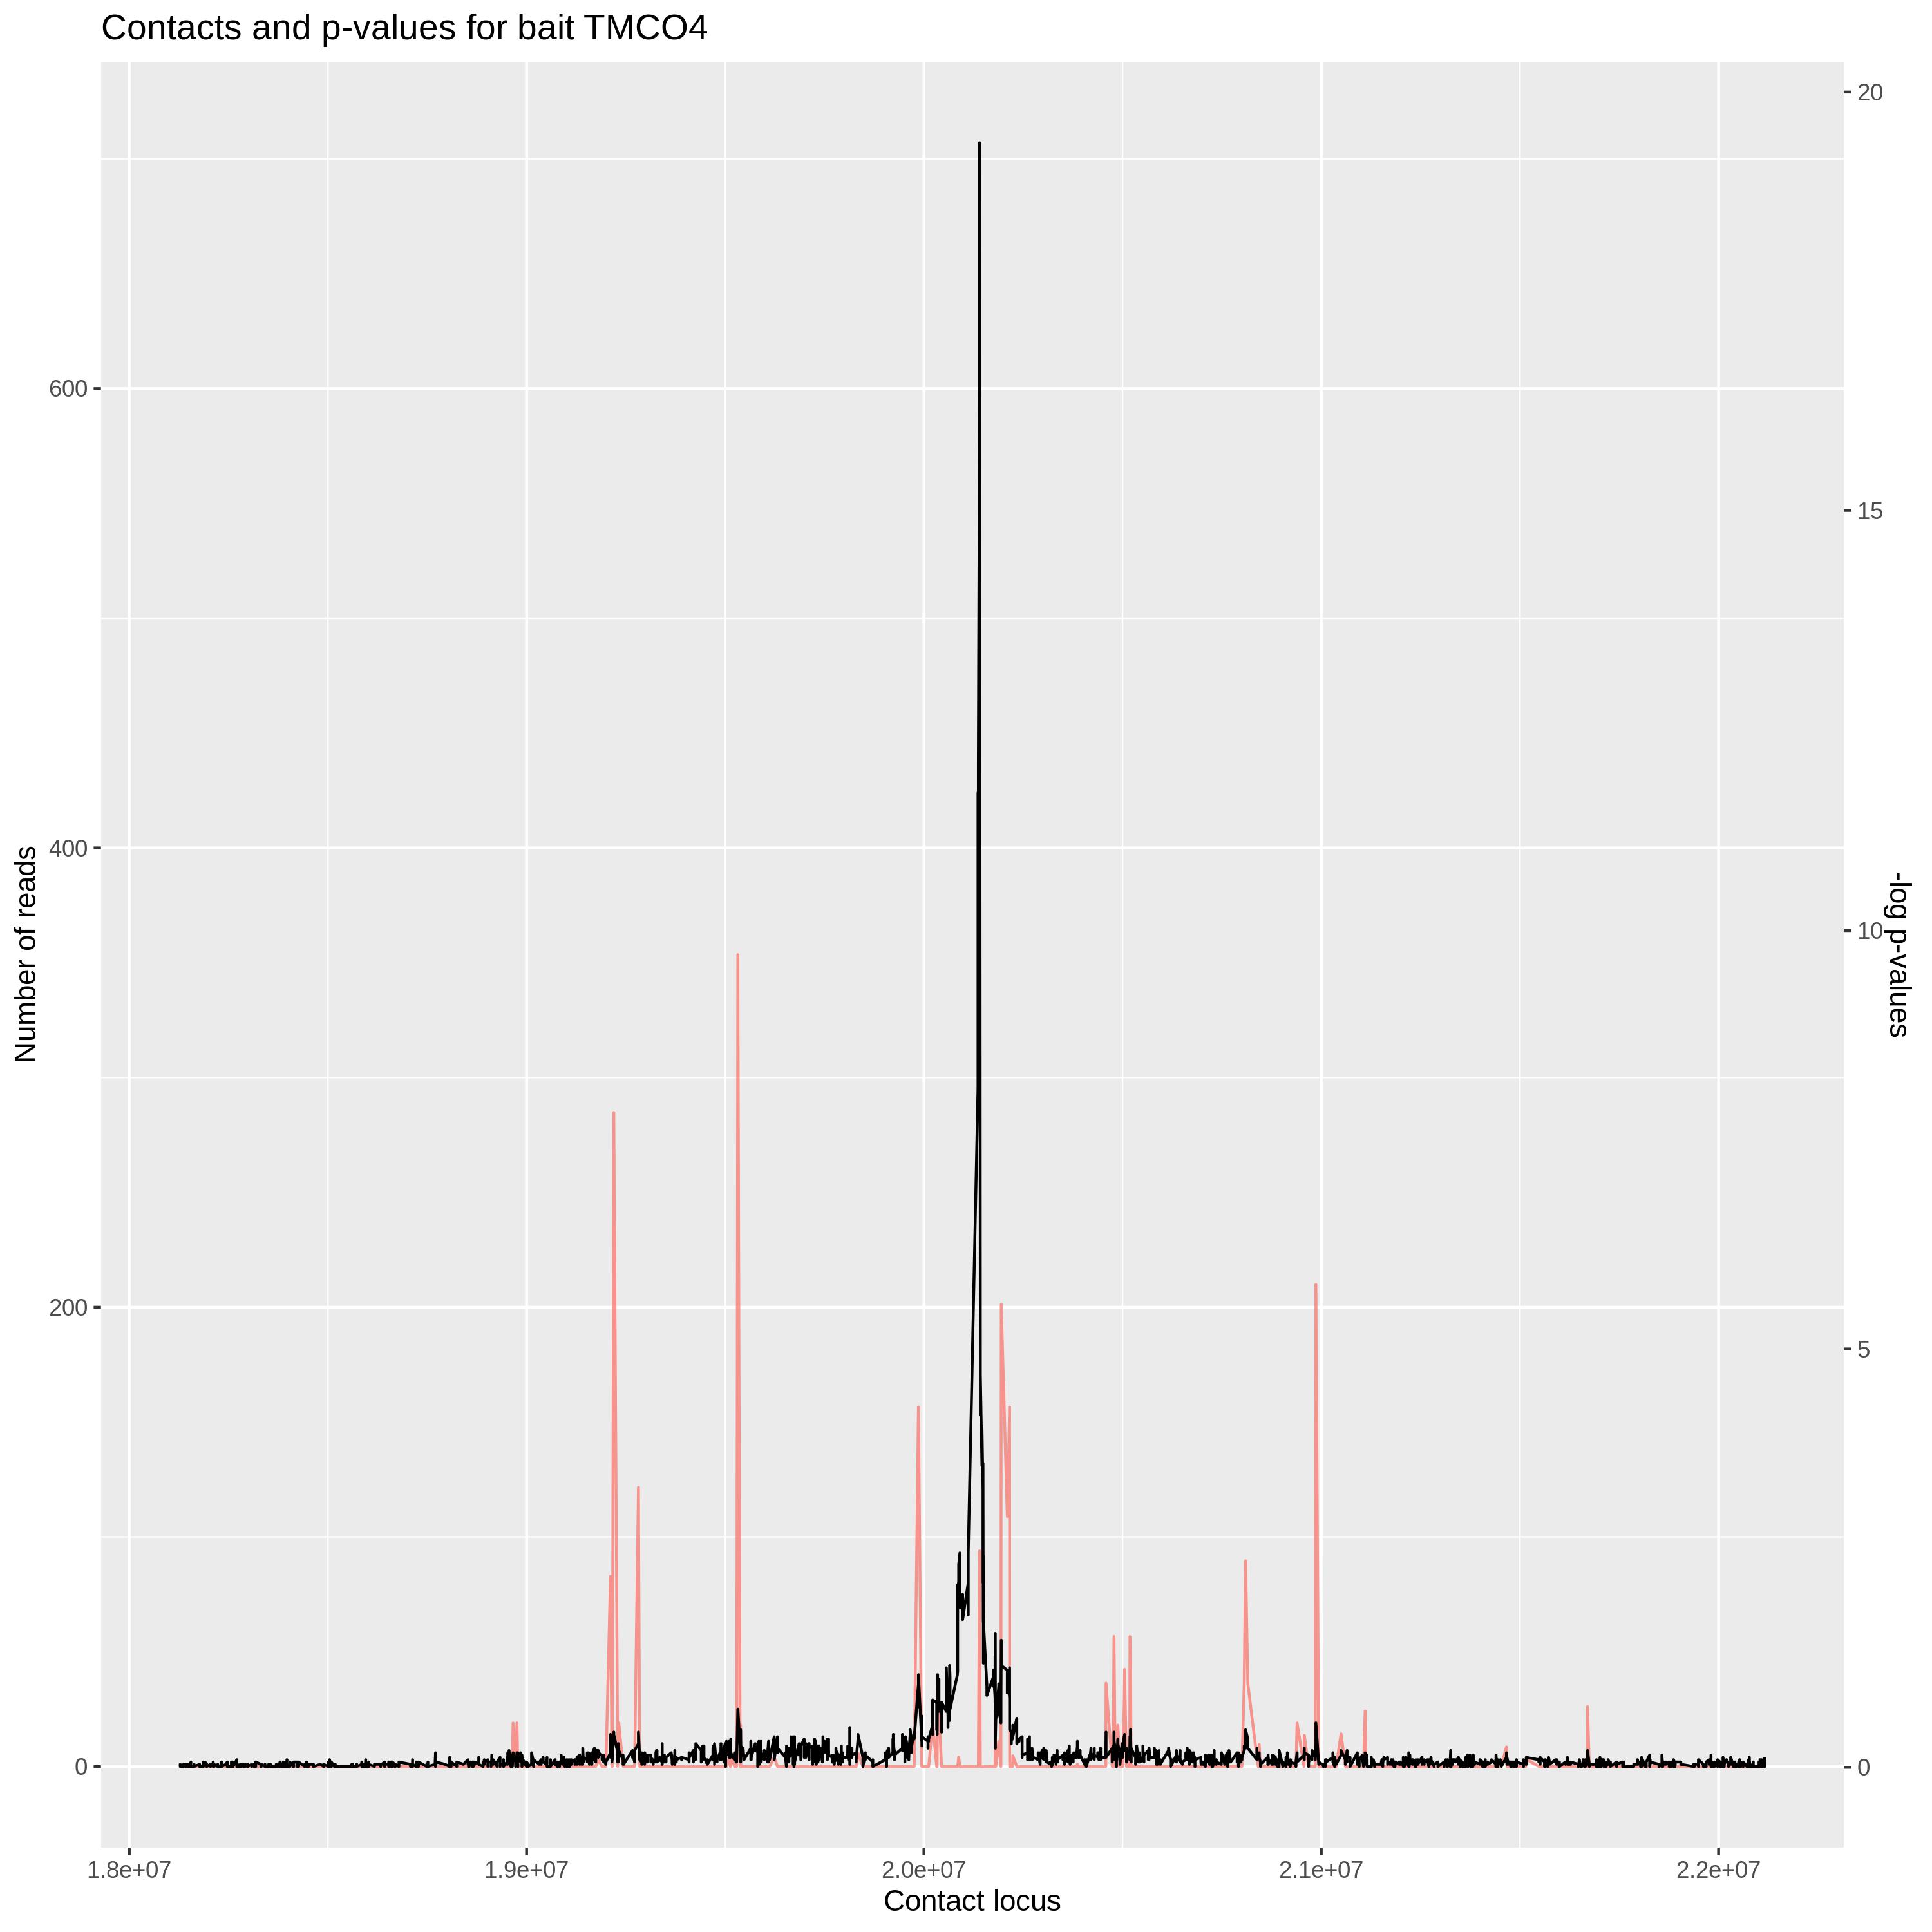 Contacts and p-values for bait TMCO4
Number of reads
600
400
200
0
20
15
10
5
0
-log p-values
1.8e+07
1.9e+07
2.0e+07
2.1e+07
2.2e+07
Contact locus